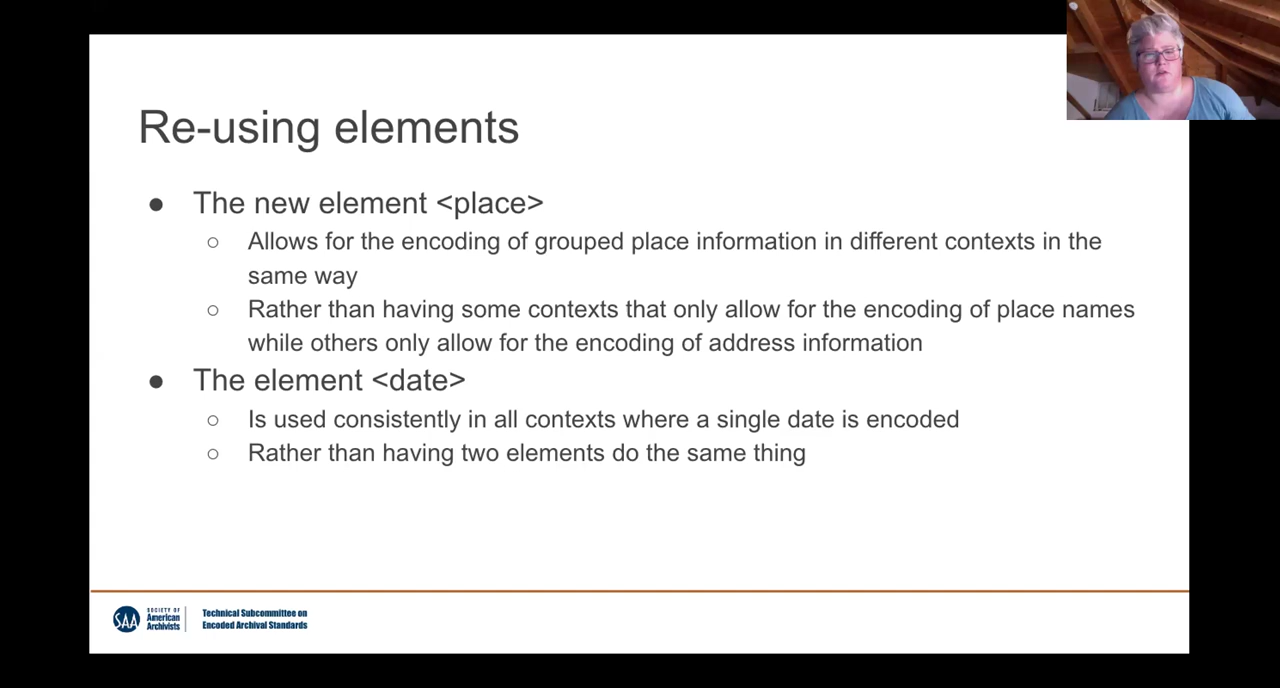 Re-using elements
● The new element <place>
○ Allows for the encoding of grouped place information in different contexts in the
same way
○ Rather than having some contexts that only allow for the encoding of place names
while others only allow for the encoding of address information
● The element <date>
○ Is used consistently in all contexts where a single date is encoded
○ Rather than having two elements do the same thing
SAA
SOCIETY OF
American
Archivists
Technical Subcommittee on
Encoded Archival Standards